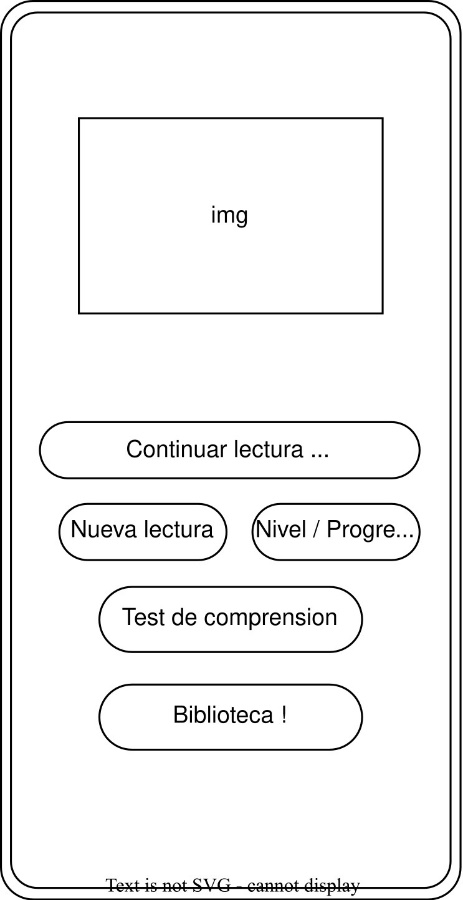 img
Continuar lectura ...
Nueva lectura
Nivel / Progre...
Test de comprension
Biblioteca !
Text is not SVG - cannot display